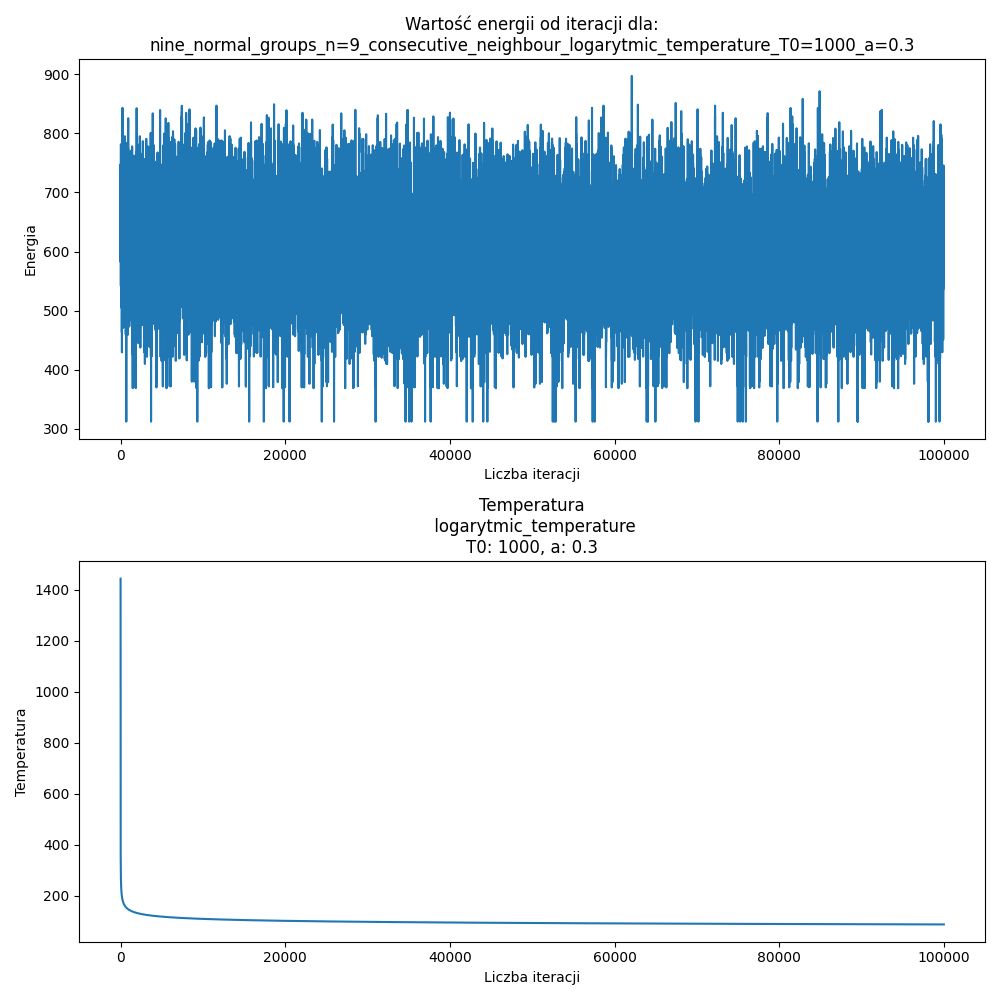 Wartość energii od iteracji dla:
nine_normal_groups_n=9_consecutive_neighbour_logarytmic_temperature_T0=1000_a=0.3
900
800
700
600
500
400
300
Energia
0
20000
40000
60000
80000
100000
Liczba iteracji
Temperatura
logarytmic_temperature
T0: 1000, a: 0.3
1400
1200
1000
800
600
400
200
Temperatura
0
20000
40000
60000
80000
100000
Liczba iteracji